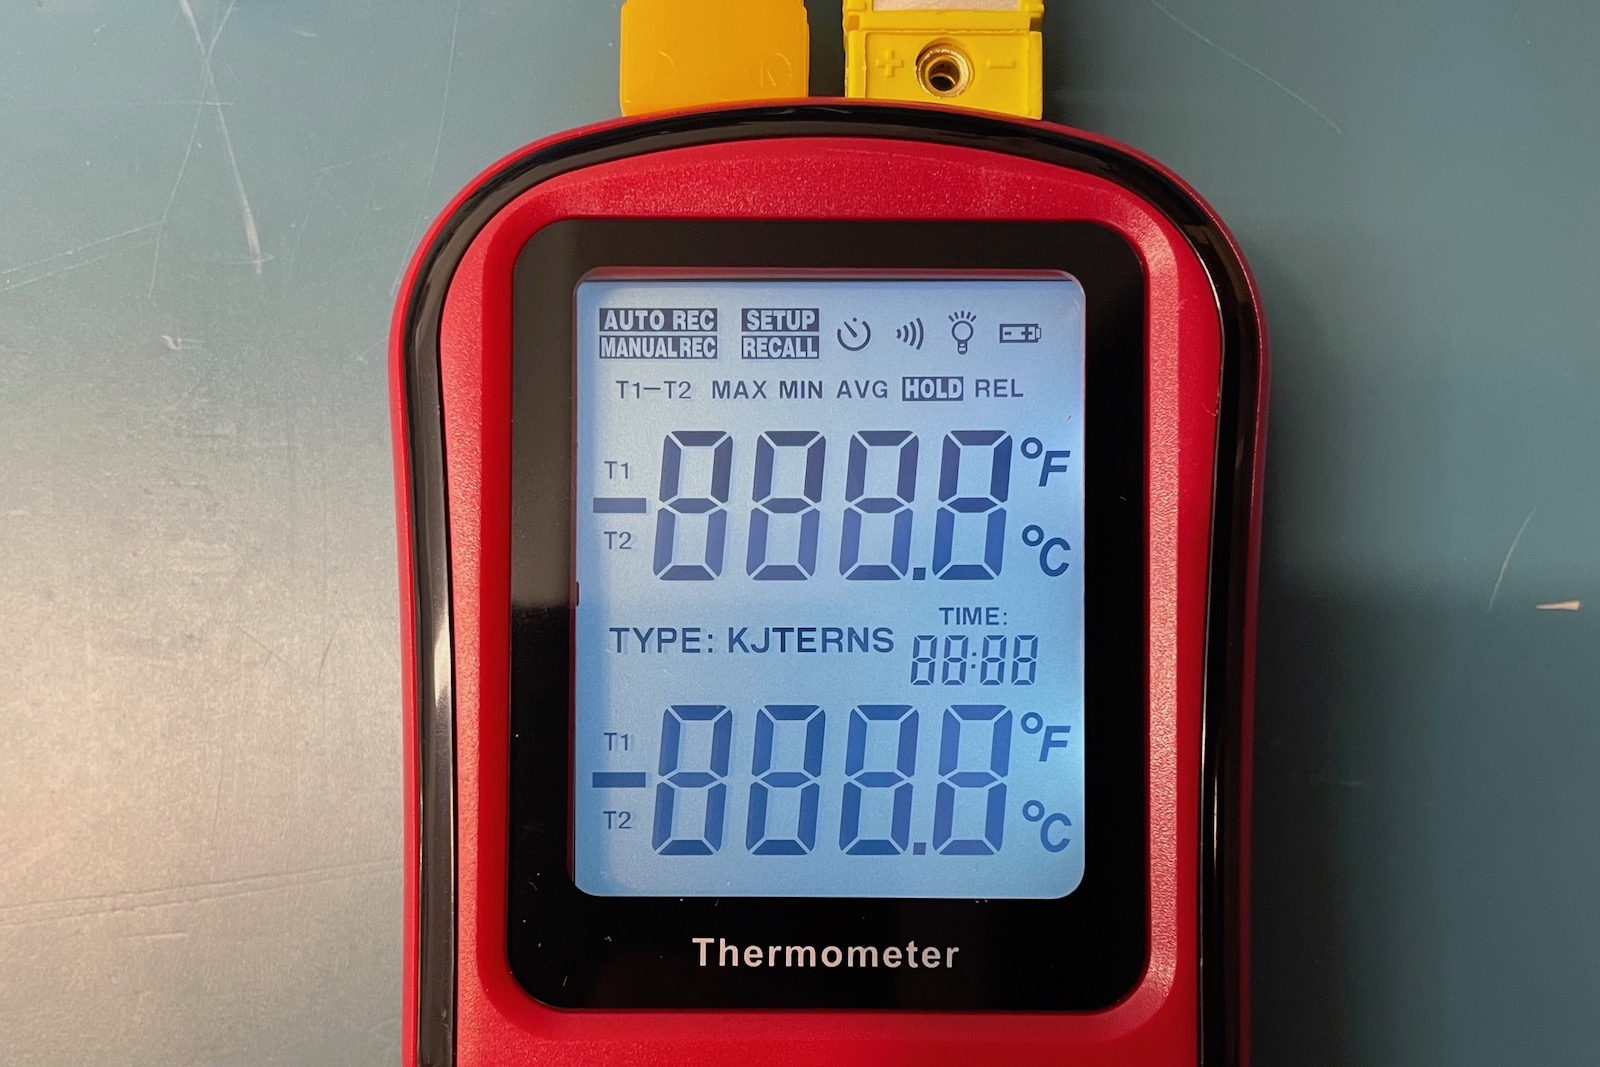 K
+ −
AUTO REC SETUP
MANUAL REC RECALL
T1−T2 MAX MIN AVG HOLD REL
T1
-888.8 °F
T2 °C
TIME:
TYPE: KJTERNS 88:88
T1
-888.8 °F
T2 °C
Thermometer